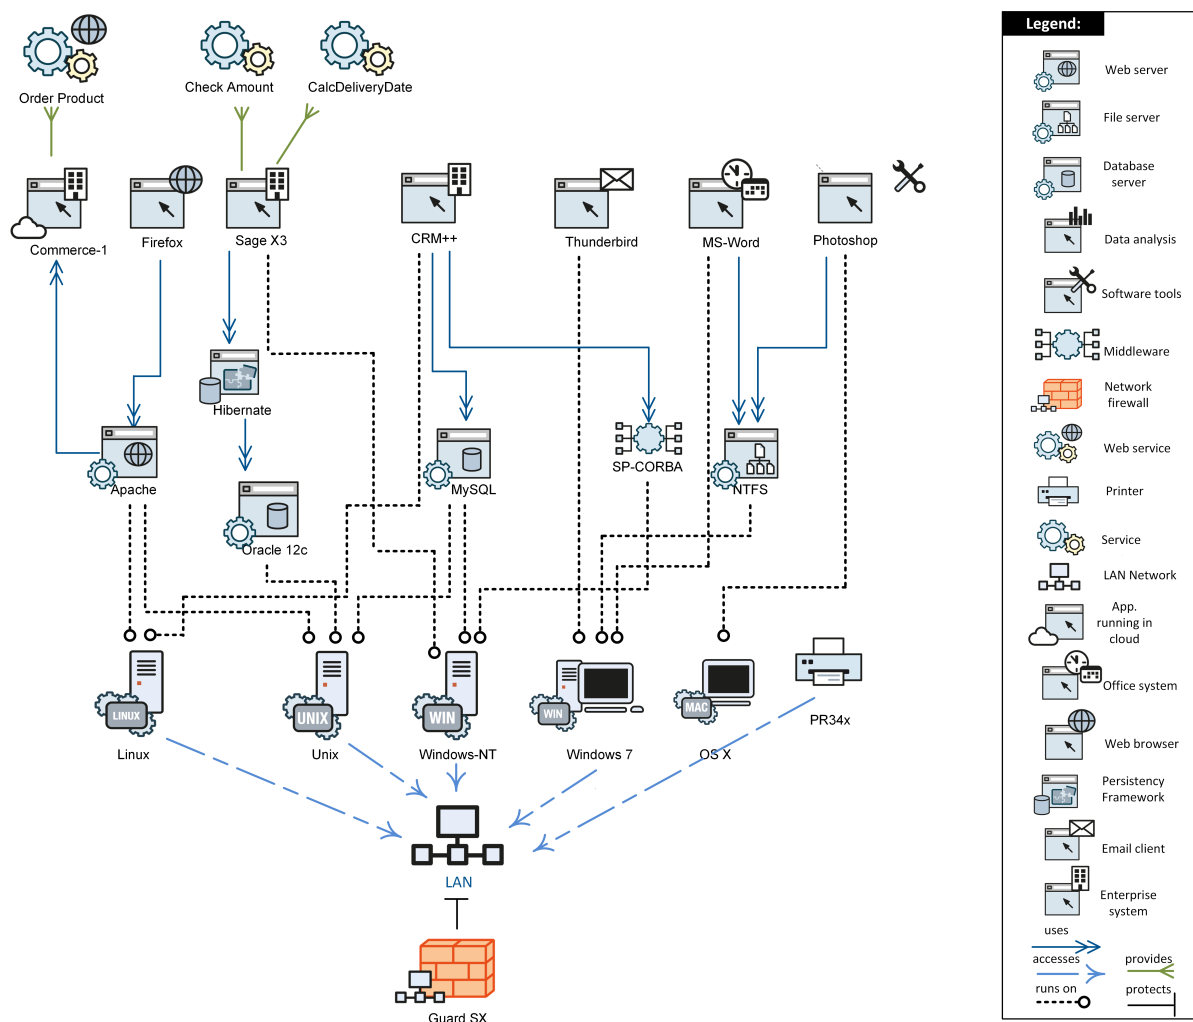 Legend:
Order Product
Check Amount
CalcDeliveryDate
Commerce-1
Firefox
Sage X3
CRM++
Thunderbird
MS-Word
Photoshop
Hibernate
Apache
MySQL
SP-CORBA
NTFS
Oracle 12c
LINUX
UNIX
WIN
WIN
MAC
PR34x
Linux
Unix
Windows-NT
Windows 7
OS X
LAN
Guard SX
Web server
File server
Database
server
Data analysis
Software tools
Middleware
Network
firewall
Web service
Printer
Service
LAN Network
App.
running in
cloud
Office system
Web browser
Persistency
Framework
Email client
Enterprise
system
uses
accesses
provides
runs on
protects